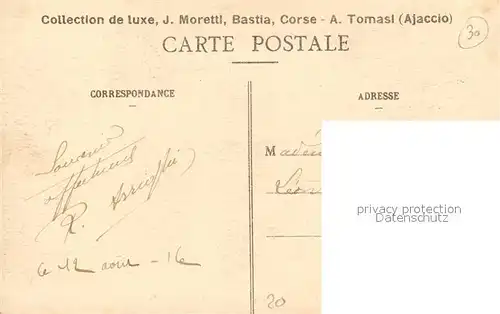 Collection de luxe, J. Moretti, Bastia, Corse - A. Tomasi (Ajaccio)
30
CARTE POSTALE
CORRESPONDANCE
ADRESSE
Souvenir
affectueux
Le 12 août - 16
M
20
privacy protection
Datenschutz